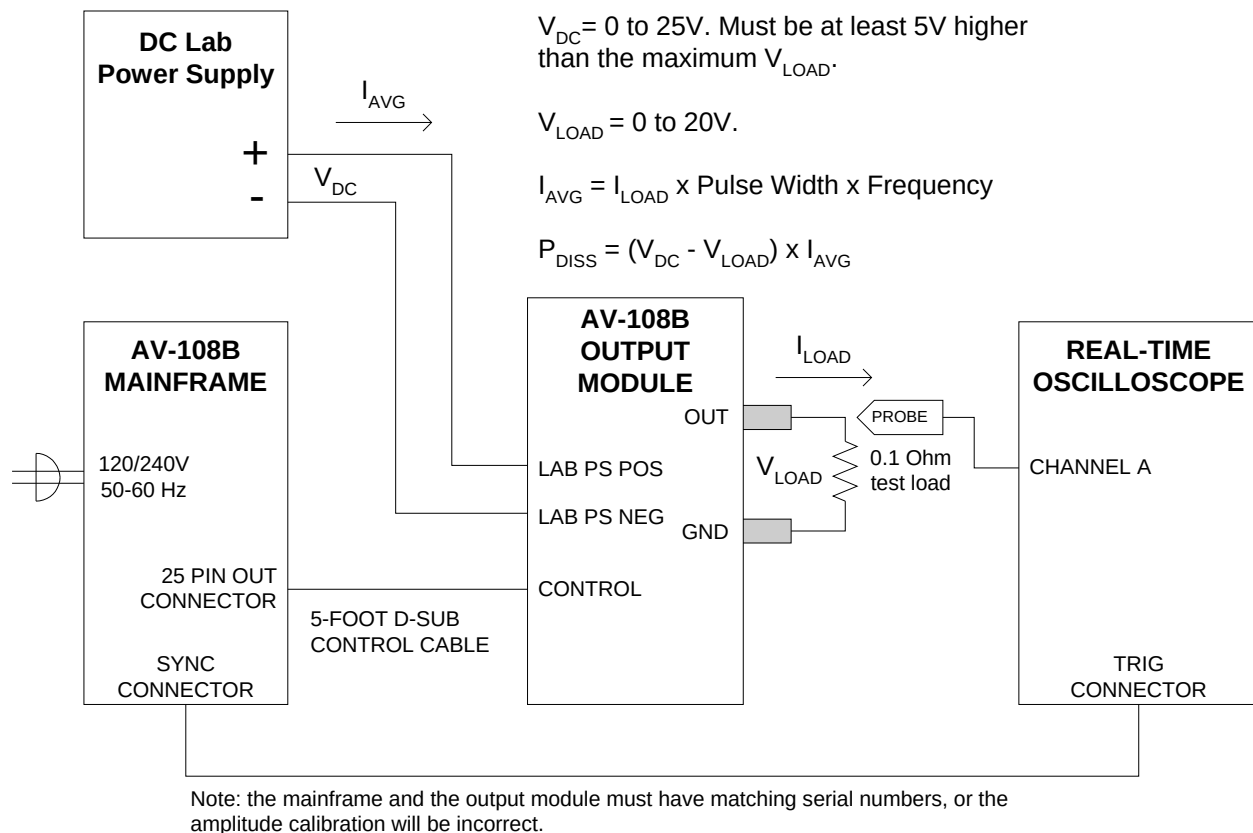 DC Lab
Power Supply
+
-
I_AVG
V_DC
V_DC= 0 to 25V. Must be at least 5V higher
than the maximum V_LOAD.
V_LOAD = 0 to 20V.
I_AVG = I_LOAD x Pulse Width x Frequency
P_DISS = (V_DC - V_LOAD) x I_AVG
AV-108B
MAINFRAME
120/240V
50-60 Hz
25 PIN OUT
CONNECTOR
SYNC
CONNECTOR
5-FOOT D-SUB
CONTROL CABLE
AV-108B
OUTPUT
MODULE
OUT
LAB PS POS
LAB PS NEG
GND
CONTROL
I_LOAD
PROBE
V_LOAD
0.1 Ohm
test load
REAL-TIME
OSCILLOSCOPE
CHANNEL A
TRIG
CONNECTOR
Note: the mainframe and the output module must have matching serial numbers, or the
amplitude calibration will be incorrect.